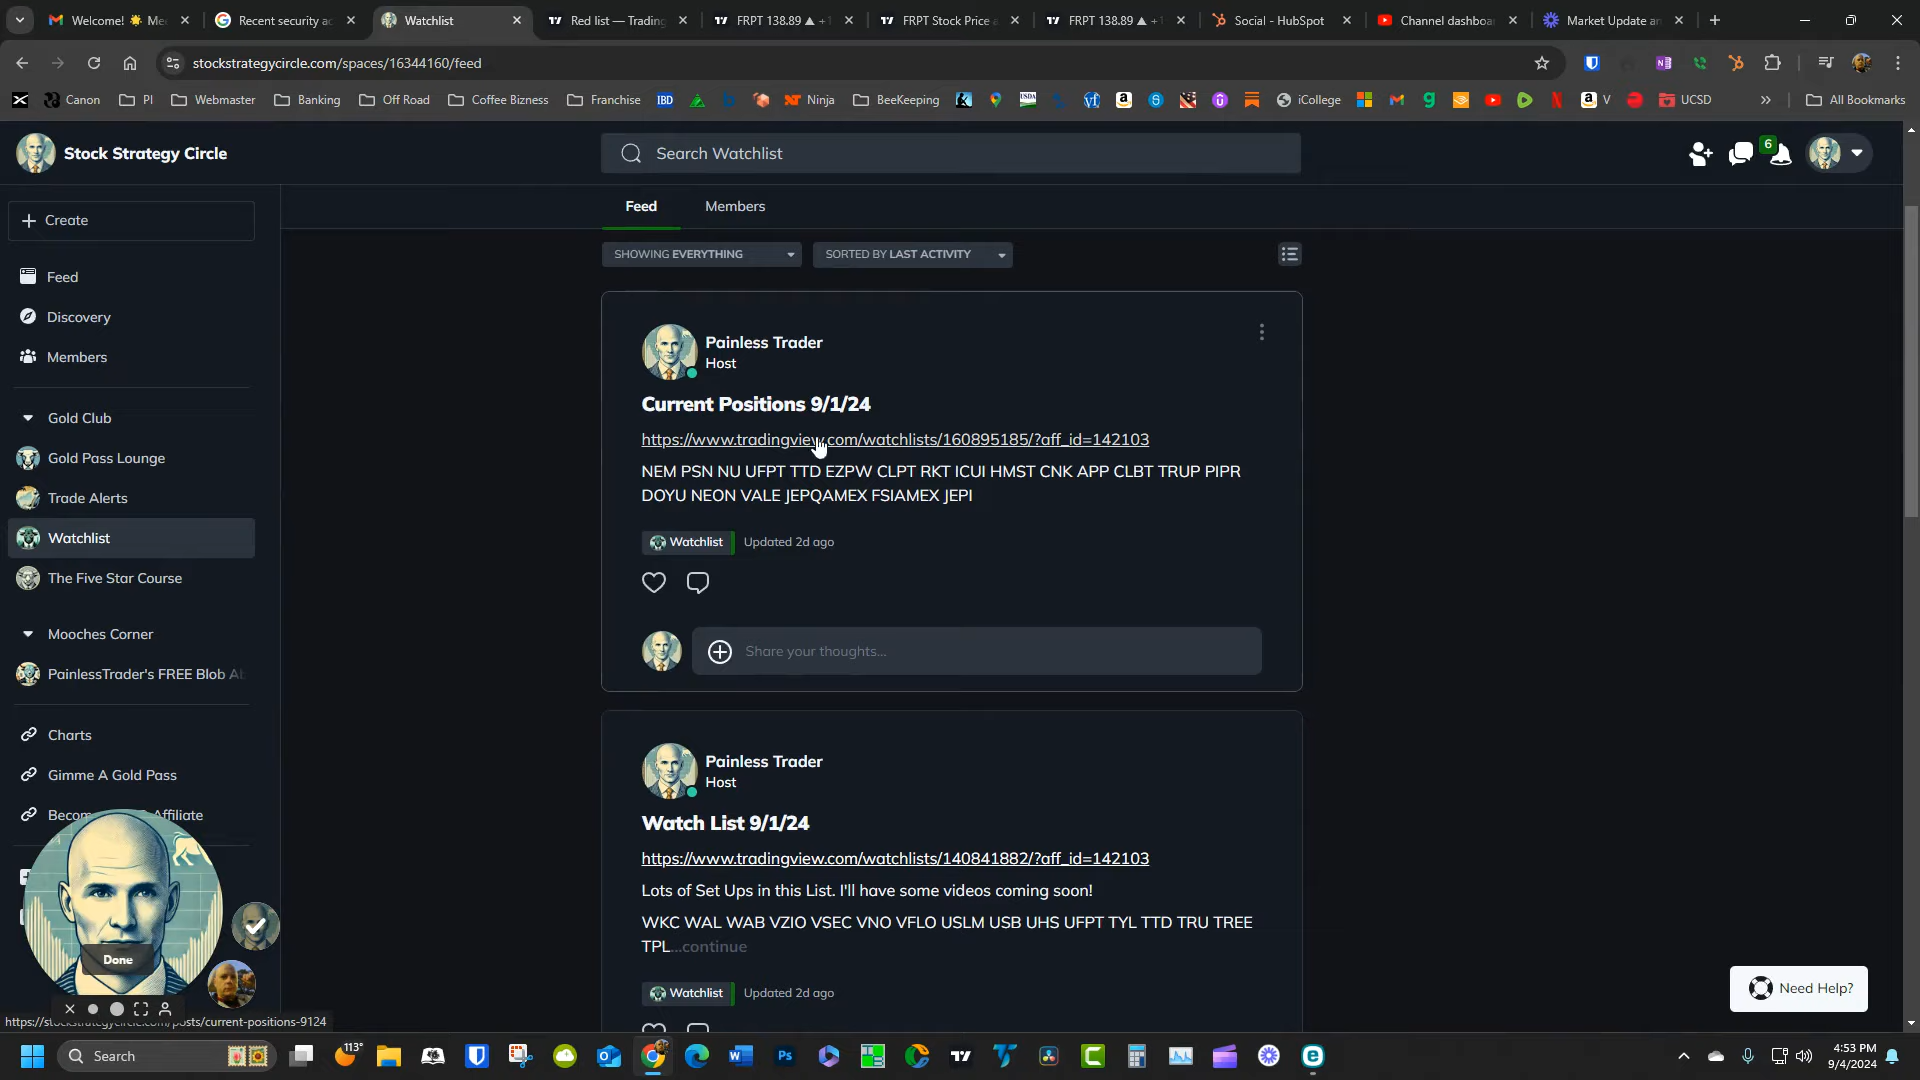 Welcome! ☀ Me
Recent security ac
Watchlist
Red list — Trading
FRPT 138.89 ▲ +1
FRPT Stock Price a
FRPT 138.89 ▲ +1
Social - HubSpot
Channel dashboa
Market Update an
stockstrategycircle.com/spaces/16344160/feed
Canon
PI
Webmaster
Banking
Off Road
Coffee Bizness
Franchise
IBD
Ninja
BeeKeeping
iCollege
V
UCSD
All Bookmarks
Stock Strategy Circle
Search Watchlist
6
Create
Feed
Members
SHOWING EVERYTHING
SORTED BY LAST ACTIVITY
Feed
Discovery
Members
Gold Club
Gold Pass Lounge
Trade Alerts
Watchlist
The Five Star Course
Mooches Corner
PainlessTrader's FREE Blob Ab
Charts
Gimme A Gold Pass
Affiliate
Done
Painless Trader
Host
Current Positions 9/1/24
https://www.tradingview.com/watchlists/160895185/?aff_id=142103
NEM PSN NU UFPT TTD EZPW CLPT RKT ICUI HMST CNK APP CLBT TRUP PIPR
DOYU NEON VALE JEPQAMEX FSIAMEX JEPI
Watchlist Updated 2d ago
Share your thoughts...
Painless Trader
Host
Watch List 9/1/24
https://www.tradingview.com/watchlists/140841882/?aff_id=142103
Lots of Set Ups in this List. I'll have some videos coming soon!
WKC WAL WAB VZIO VSEC VNO VFLO USLM USB UHS UFPT TYL TTD TRU TREE
TPL...continue
Watchlist Updated 2d ago
Need Help?
https://stockstrategycircle.com/posts/current-positions-9124
Search
113°
4:53 PM
9/4/2024